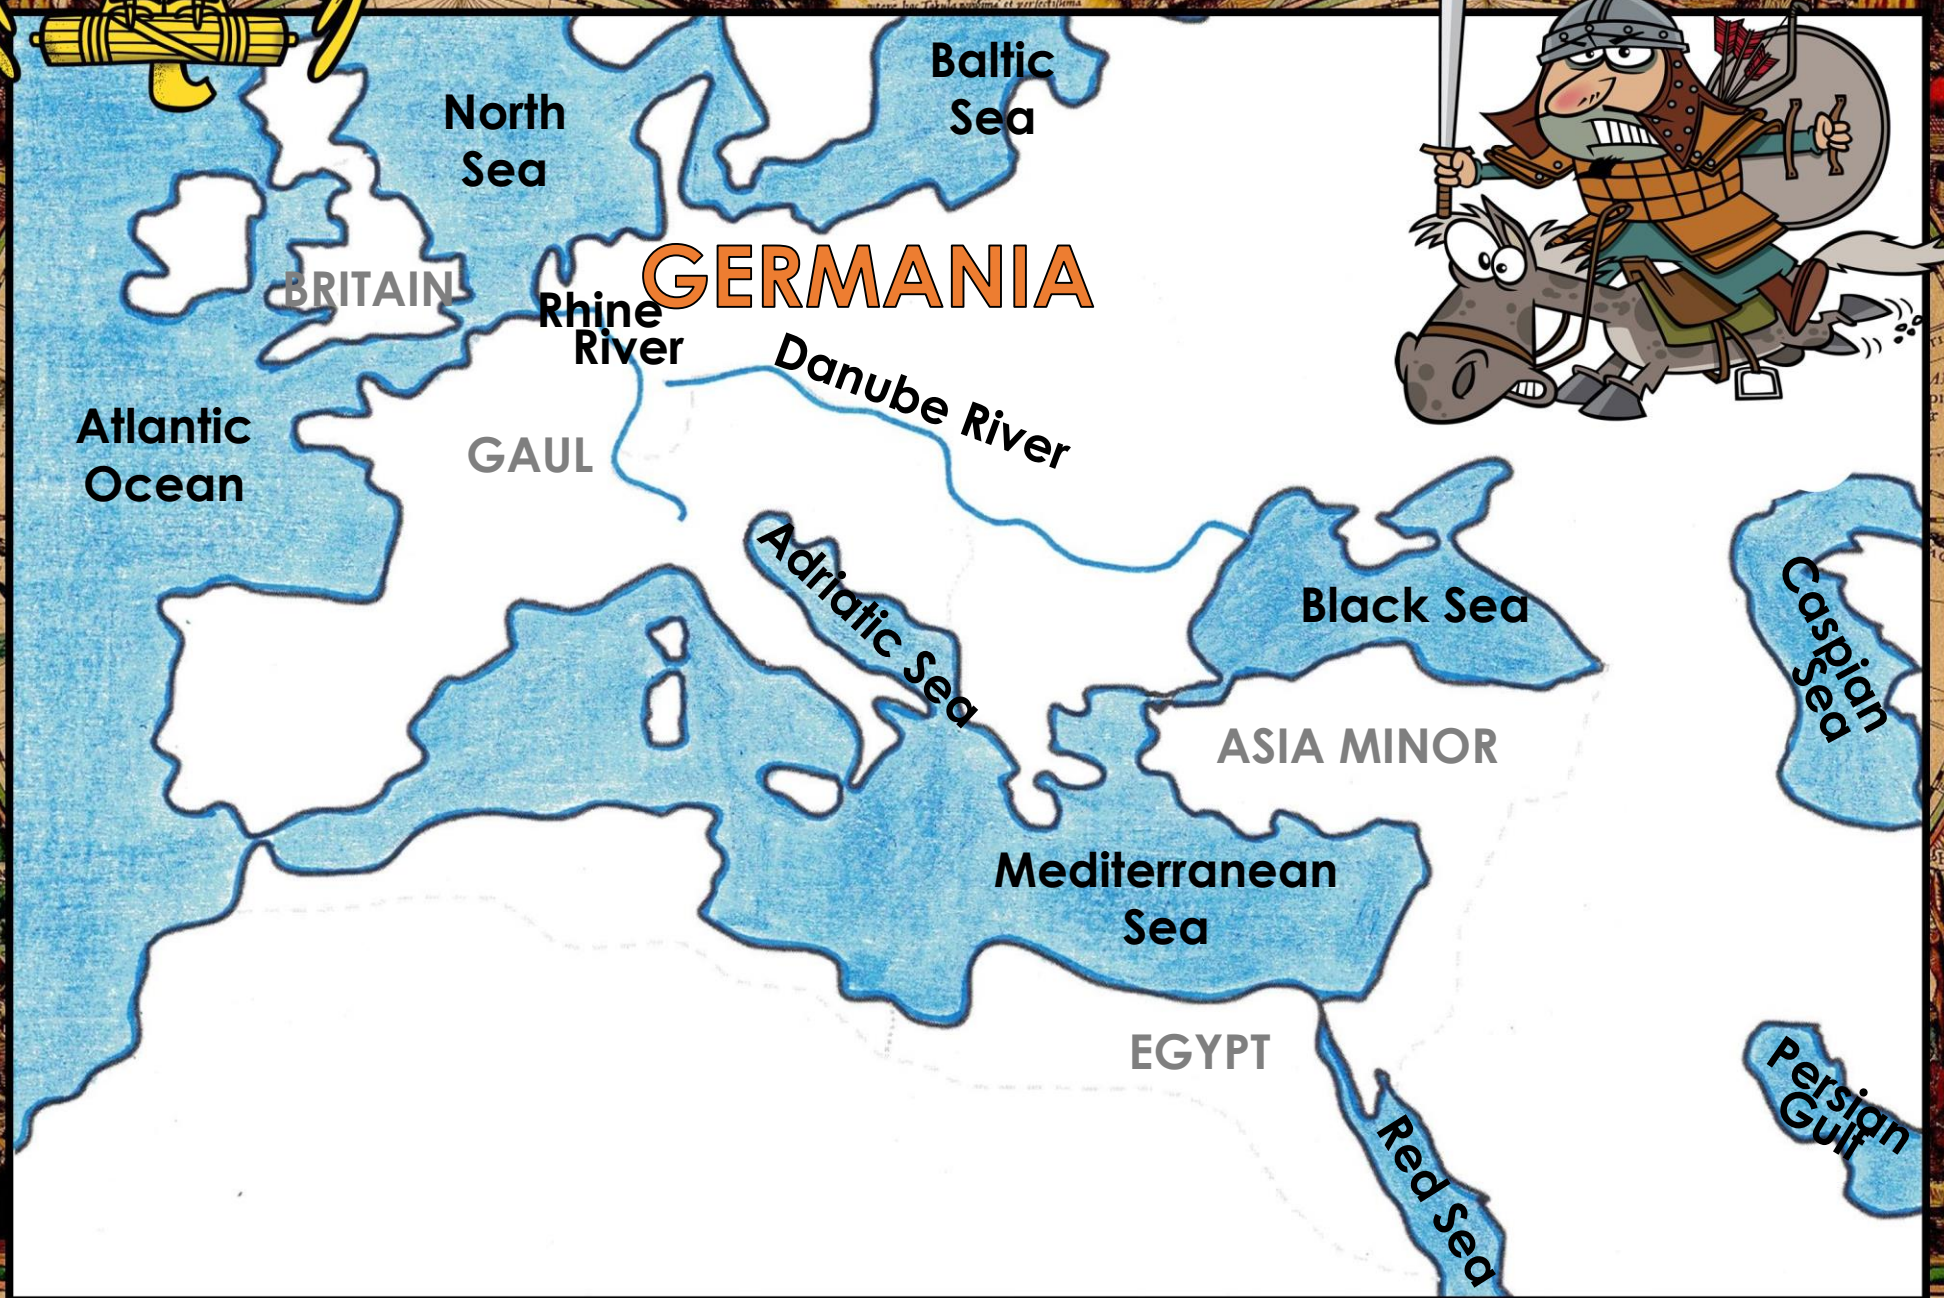 Baltic
Sea
North
Sea
GERMANIA
BRITAIN
Rhine
River
Danube River
Atlantic
Ocean
GAUL
Adriatic Sea
Black Sea
Caspian
Sea
ASIA MINOR
Mediterranean
Sea
EGYPT
Persian
Gulf
Red Sea